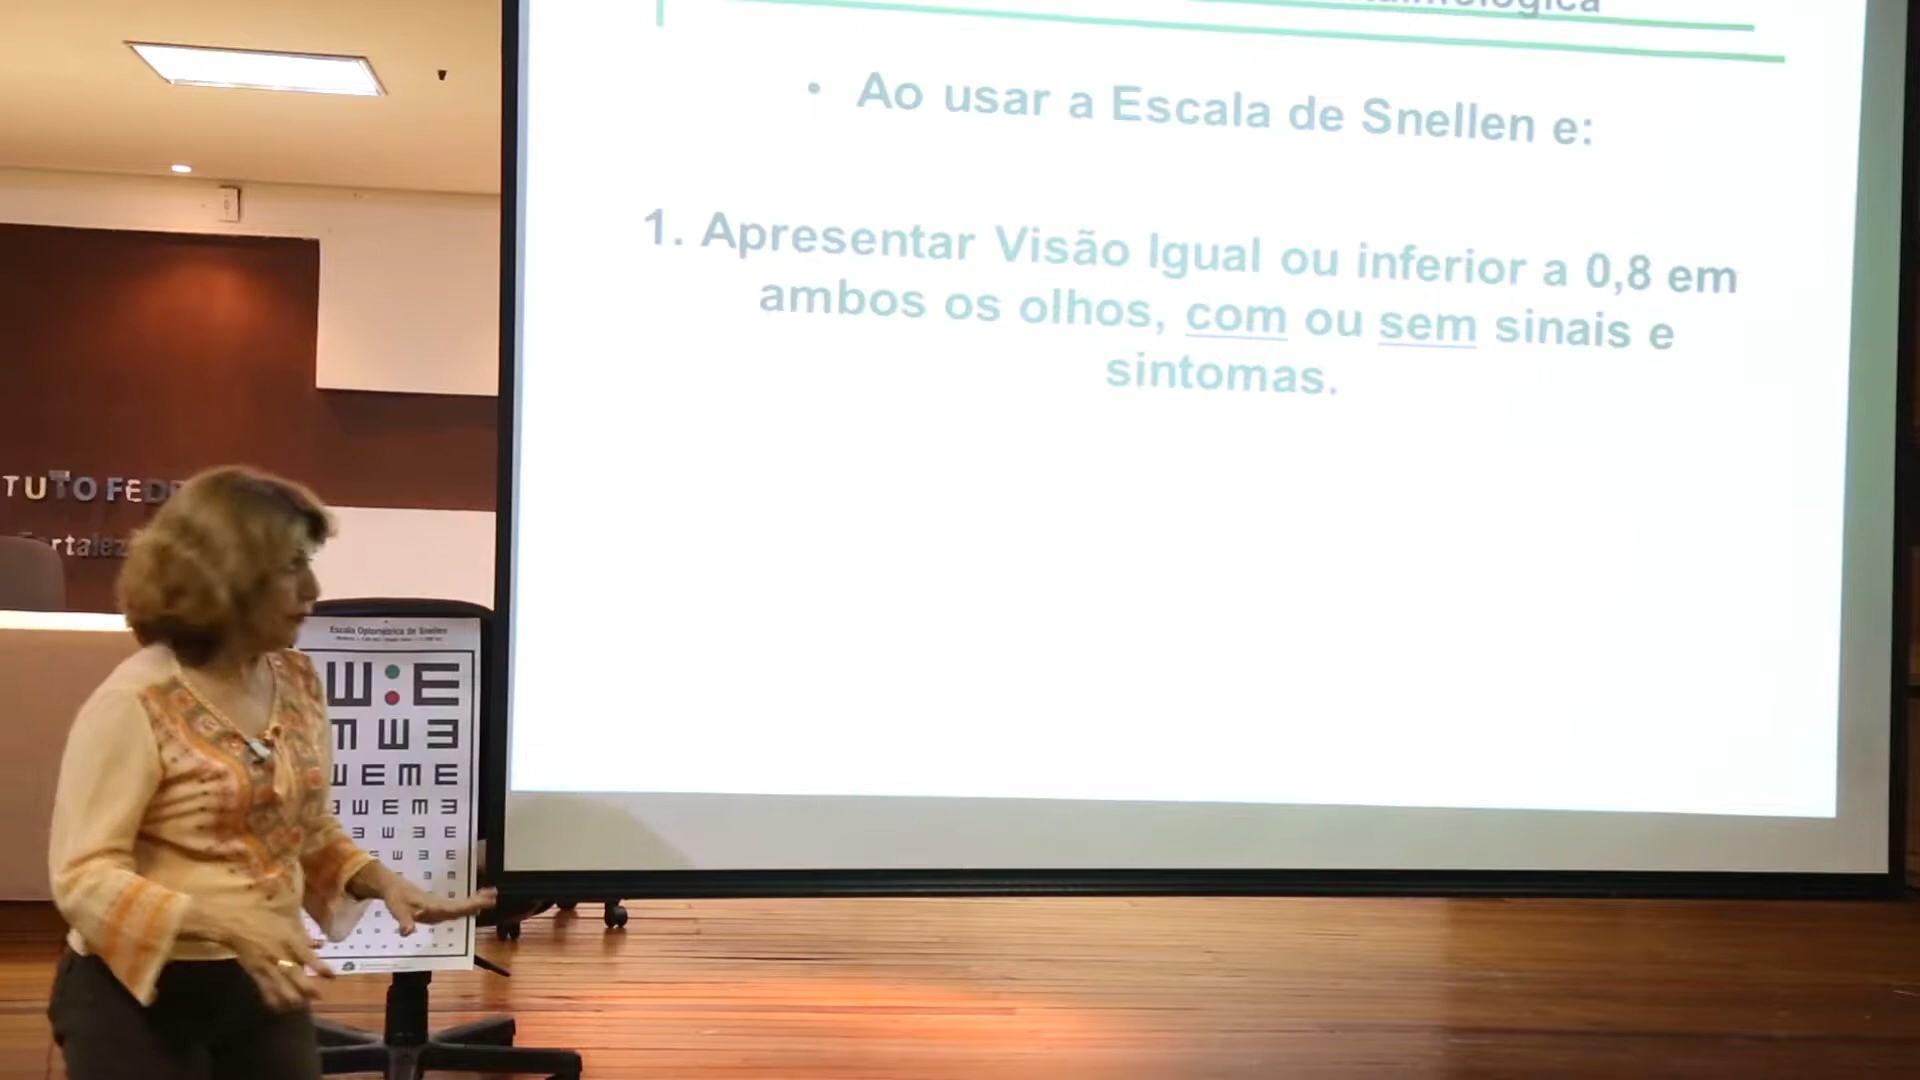 • Ao usar a Escala de Snellen e:
1. Apresentar Visão Igual ou inferior a 0,8 em
ambos os olhos, com ou sem sinais e
sintomas.
TUTO FED
rtalez
Escala Optométrica de Snellen